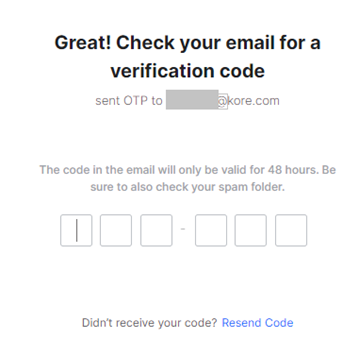 Great! Check your email for a
verification code
sent OTP to @kore.com
The code in the email will only be valid for 48 hours. Be
sure to also check your spam folder.
-
Didn't receive your code? Resend Code